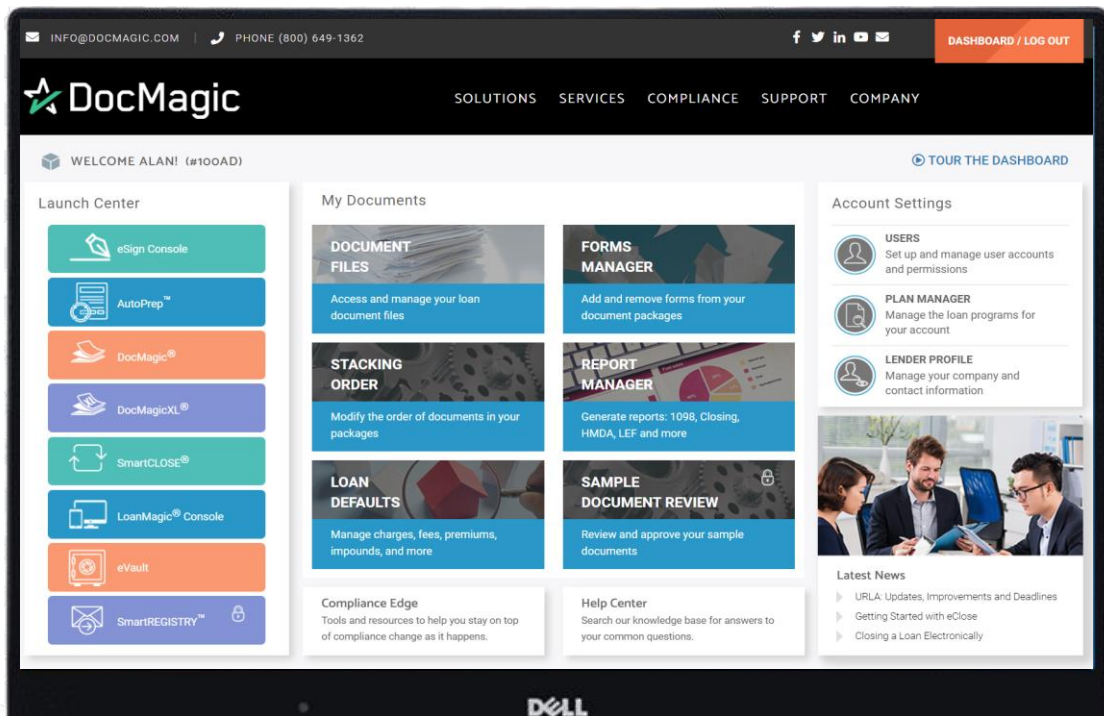 INFO@DOCMAGIC.COM | PHONE (800) 649-1362
DASHBOARD / LOG OUT
DocMagic
SOLUTIONS SERVICES COMPLIANCE SUPPORT COMPANY
WELCOME ALAN! (#100AD)
TOUR THE DASHBOARD
Launch Center
eSign Console
AutoPrep™
DocMagic®
DocMagicXL®
SmartCLOSE®
LoanMagic® Console
eVault
SmartREGISTRY™
My Documents
DOCUMENT
FILES
Access and manage your loan
document files
FORMS
MANAGER
Add and remove forms from your
document packages
STACKING
ORDER
Modify the order of documents in your
packages
REPORT
MANAGER
Generate reports: 1098, Closing,
HMDA, LEF and more
LOAN
DEFAULTS
Manage charges, fees, premiums,
impounds, and more
SAMPLE
DOCUMENT REVIEW
Review and approve your sample
documents
Compliance Edge
Tools and resources to help you stay on top
of compliance change as it happens.
Help Center
Search our knowledge base for answers to
your common questions.
Account Settings
USERS
Set up and manage user accounts
and permissions
PLAN MANAGER
Manage the loan programs for
your account
LENDER PROFILE
Manage your company and
contact information
Latest News
URLA: Updates, Improvements and Deadlines
Getting Started with eClose
Closing a Loan Electronically
DELL